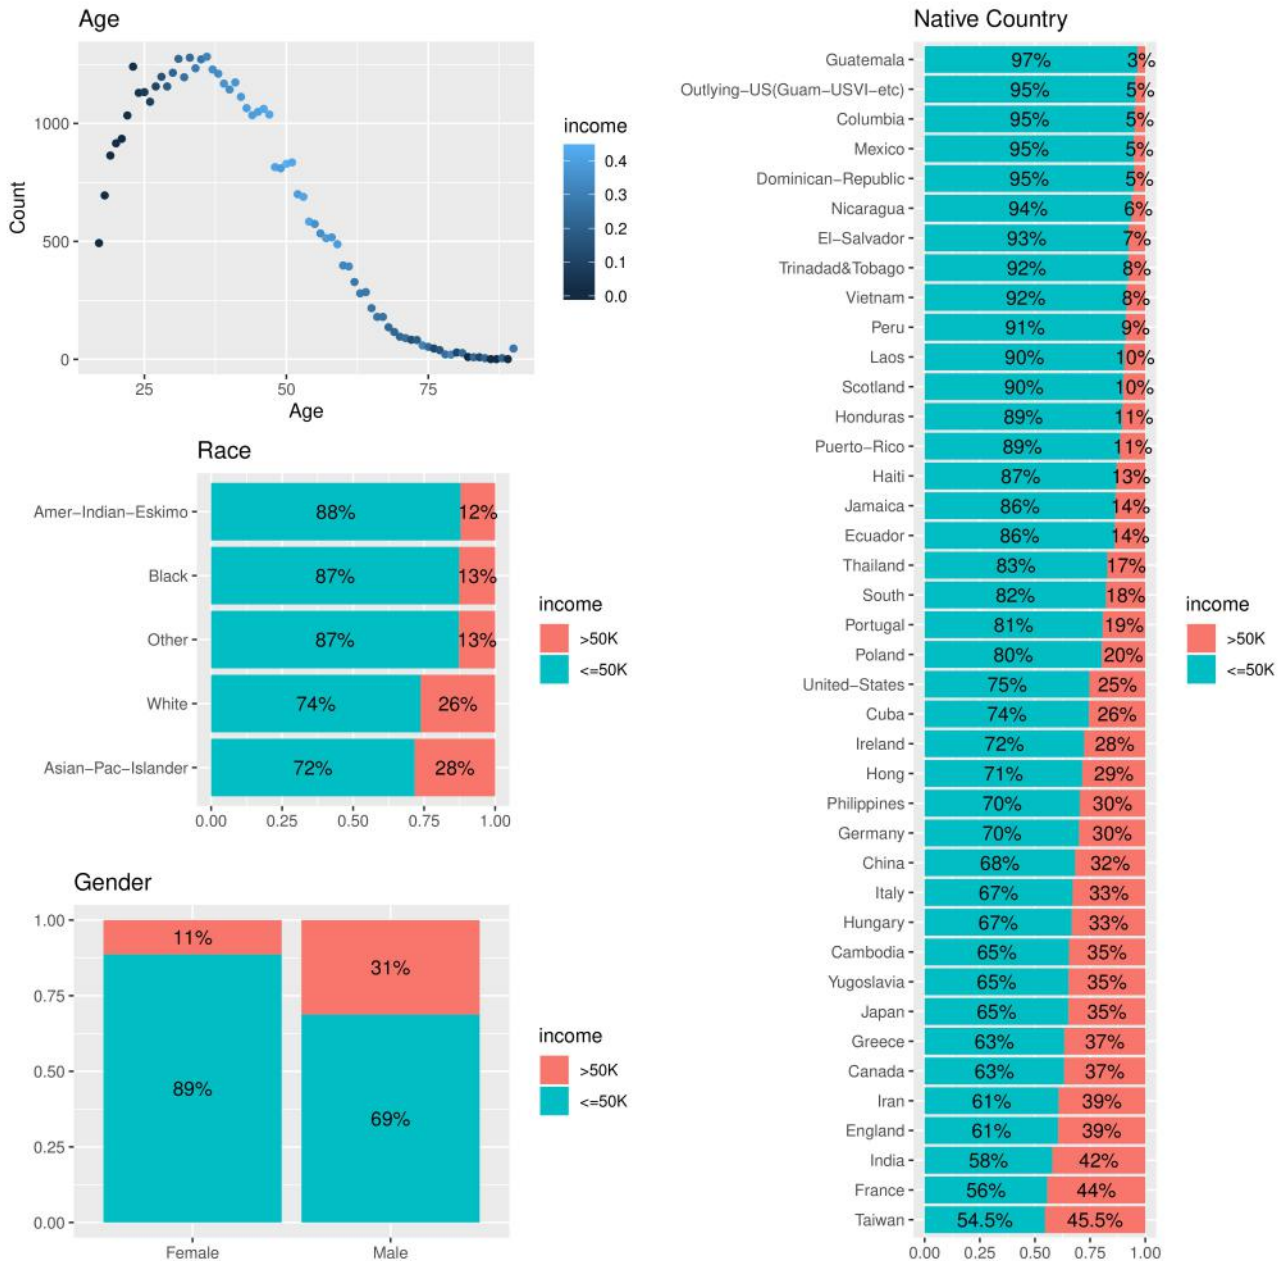 Age
Count
1000
500
0
25
50
75
Age
income
0.4
0.3
0.2
0.1
0.0
Race
Amer-Indian-Eskimo 88% 12%
Black 87% 13%
Other 87% 13%
White 74% 26%
Asian-Pac-Islander 72% 28%
0.00 0.25 0.50 0.75 1.00
income
>50K
<=50K
Gender
1.00
0.75
0.50
0.25
0.00
11%
89%
31%
69%
Female Male
income
>50K
<=50K
Native Country
Guatemala 97% 3%
Outlying-US(Guam-USVI-etc) 95% 5%
Columbia 95% 5%
Mexico 95% 5%
Dominican-Republic 95% 5%
Nicaragua 94% 6%
El-Salvador 93% 7%
Trinadad&Tobago 92% 8%
Vietnam 92% 8%
Peru 91% 9%
Laos 90% 10%
Scotland 90% 10%
Honduras 89% 11%
Puerto-Rico 89% 11%
Haiti 87% 13%
Jamaica 86% 14%
Ecuador 86% 14%
Thailand 83% 17%
South 82% 18%
Portugal 81% 19%
Poland 80% 20%
United-States 75% 25%
Cuba 74% 26%
Ireland 72% 28%
Hong 71% 29%
Philippines 70% 30%
Germany 70% 30%
China 68% 32%
Italy 67% 33%
Hungary 67% 33%
Cambodia 65% 35%
Yugoslavia 65% 35%
Japan 65% 35%
Greece 63% 37%
Canada 63% 37%
Iran 61% 39%
England 61% 39%
India 58% 42%
France 56% 44%
Taiwan 54.5% 45.5%
0.00 0.25 0.50 0.75 1.00
income
>50K
<=50K